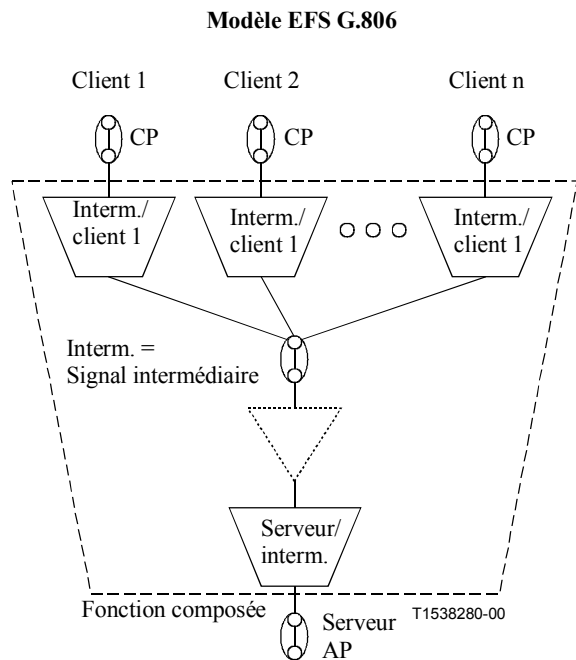 Modèle EFS G.806
Client 1
Client 2
Client n
CP
CP
CP
Interm./
client 1
Interm./
client 1
Interm./
client 1
Interm. =
Signal intermédiaire
Serveur/
interm.
Fonction composée
T1538280-00
Serveur
AP